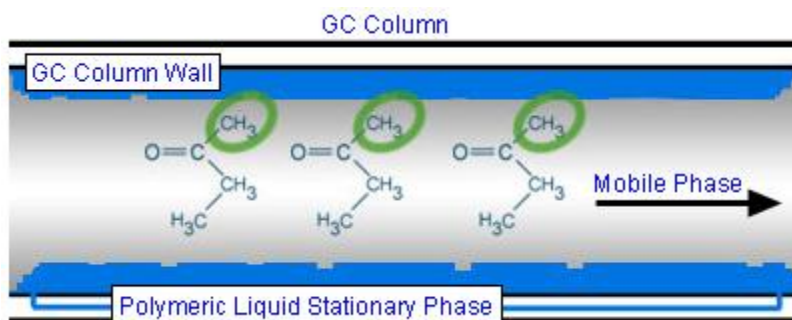 GC Column
GC Column Wall
CH₃ CH₃ CH₃
O=C O=C O=C
CH₃ CH₃ CH₃
Mobile Phase
H₃C H₃C H₃C
Polymeric Liquid Stationary Phase